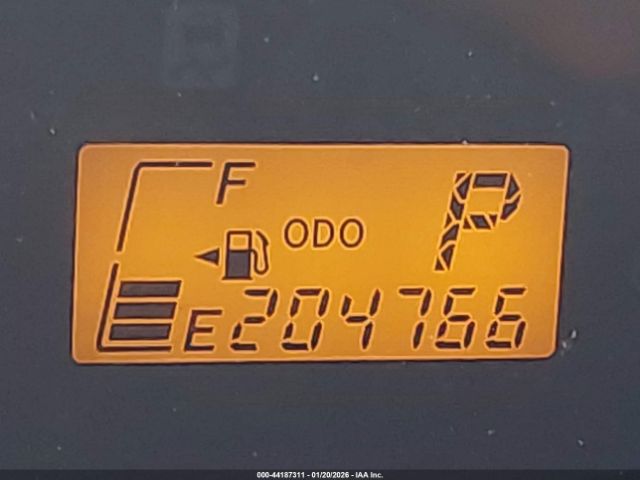 F
ODO
P
E 204766
000-44187311 - 01/20/2026 - IAA Inc.